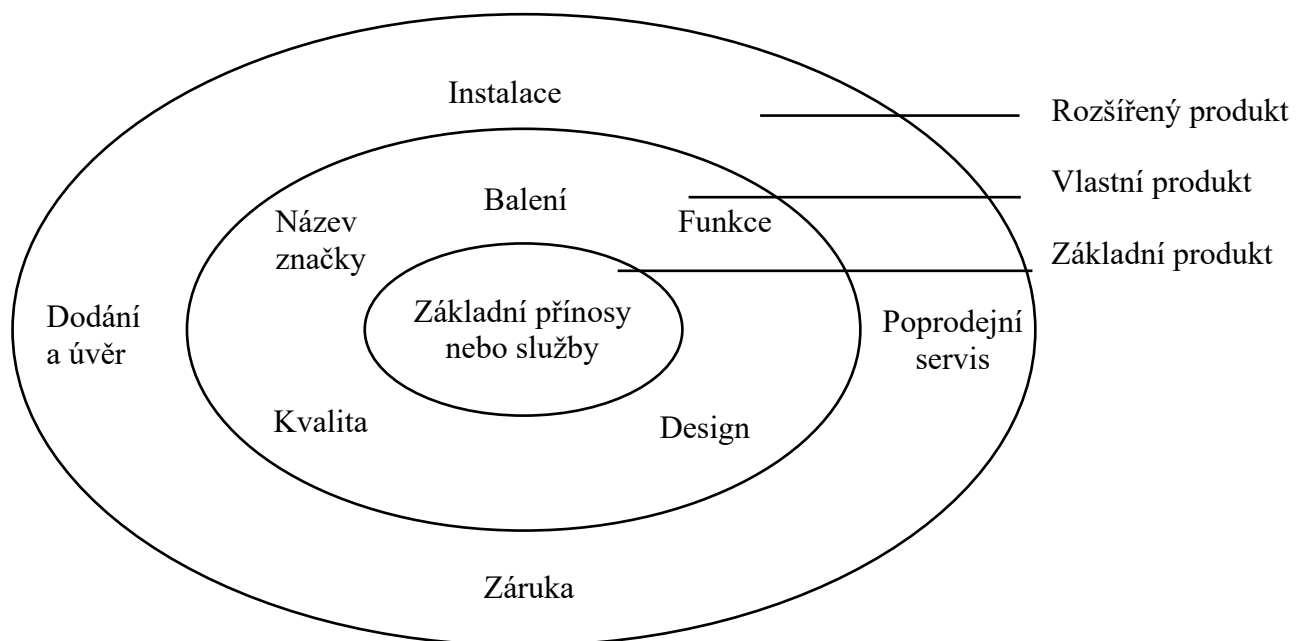 Instalace
Rozšířený produkt
Vlastní produkt
Balení
Název
značky
Funkce
Základní produkt
Dodání
a úvěr
Základní přínosy
nebo služby
Poprodejní
servis
Kvalita
Design
Záruka